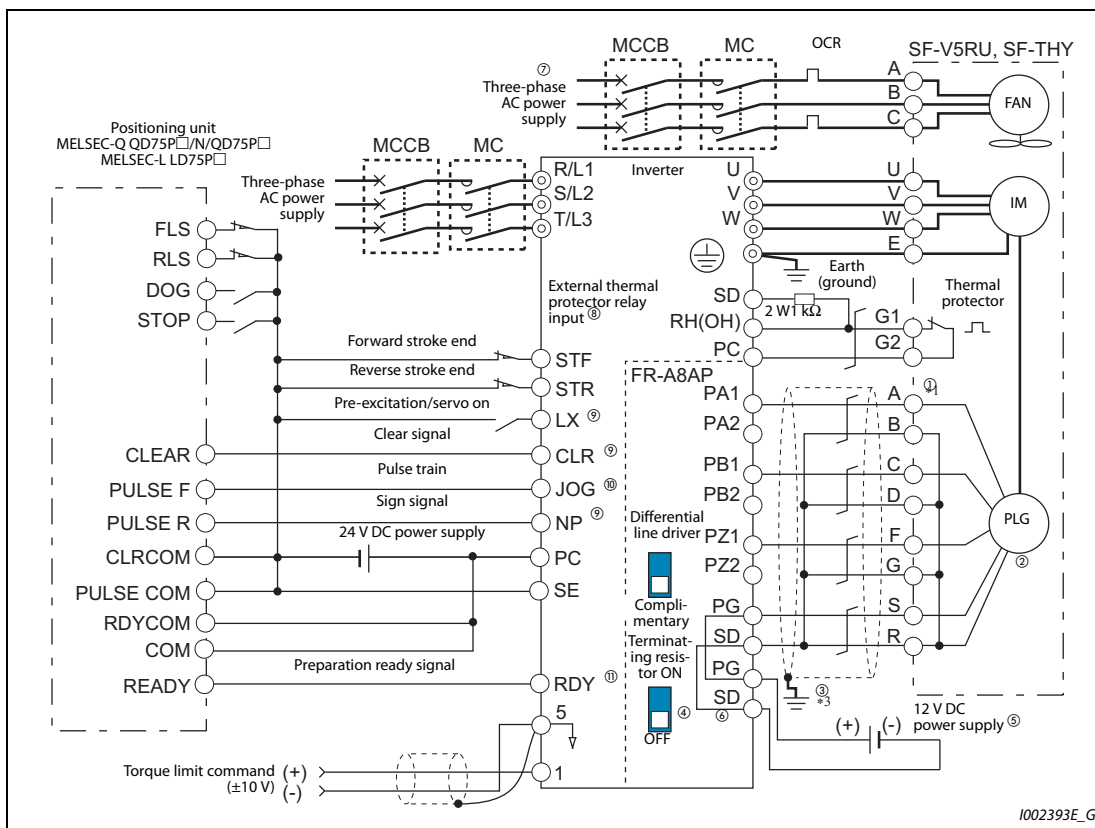 MCCB MC OCR SF-V5RU, SF-THY
⑦
Three-phase
AC power
supply
A
B
C
FAN
Positioning unit
MELSEC-Q QD75P□/N/QD75P□
MELSEC-L LD75P□
MCCB MC
Three-phase
AC power
supply
R/L1
S/L2
T/L3
Inverter
U
V
W
U
V
W
E
IM
Earth
(ground)
FLS
RLS
DOG
STOP
External thermal
protector relay
input ⑧
SD
RH(OH)
PC
2 W1 kΩ
G1
G2
Thermal
protector
Forward stroke end
STF
Reverse stroke end
STR
Pre-excitation/servo on
LX ⑨
Clear signal
CLEAR
CLR ⑨
Pulse train
PULSE F
JOG ⑩
Sign signal
PULSE R
NP ⑨
24 V DC power supply
CLRCOM
PC
PULSE COM
SE
RDYCOM
COM
Preparation ready signal
READY
RDY ⑪
5
Torque limit command (+)
(±10 V) (-)
1
FR-A8AP
PA1
PA2
PB1
PB2
PZ1
PZ2
PG
SD
PG
SD
⑥
Differential
line driver
Compli-
mentary
Terminat-
ing resis-
tor ON
④
OFF
① *1
A
B
C
D
F
G
S
R
PLG
②
③
*3
12 V DC
power supply ⑤
(+) (-)
I002393E_G